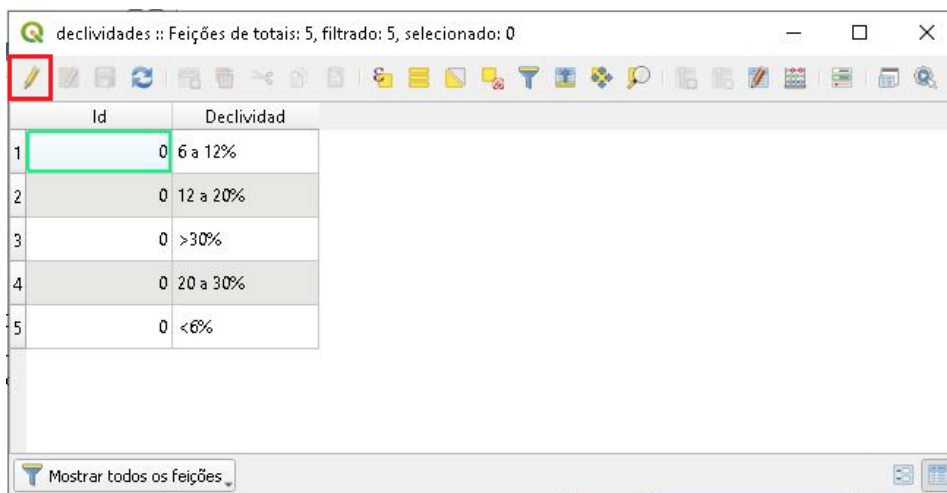 declividades :: Feições de totais: 5, filtrado: 5, selecionado: 0
Id Declividad
1 0 6 a 12%
2 0 12 a 20%
3 0 >30%
4 0 20 a 30%
5 0 <6%
Mostrar todos os feições